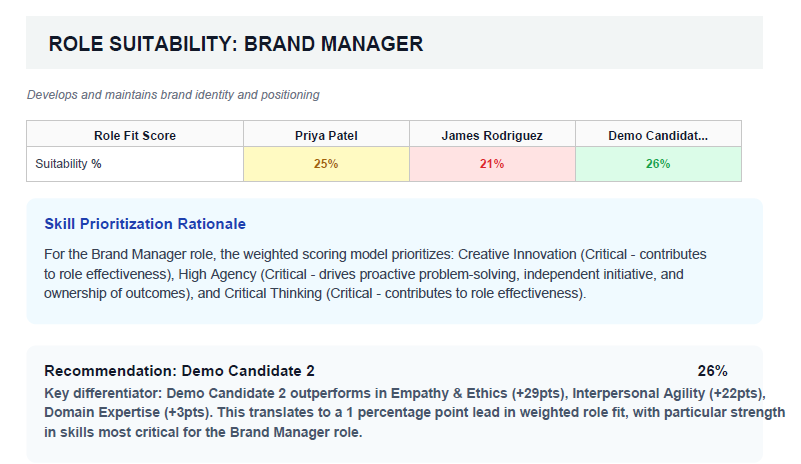 ROLE SUITABILITY: BRAND MANAGER
Develops and maintains brand identity and positioning
Role Fit Score Priya Patel James Rodriguez Demo Candidat...
Suitability % 25% 21% 26%
Skill Prioritization Rationale
For the Brand Manager role, the weighted scoring model prioritizes: Creative Innovation (Critical - contributes
to role effectiveness), High Agency (Critical - drives proactive problem-solving, independent initiative, and
ownership of outcomes), and Critical Thinking (Critical - contributes to role effectiveness).
Recommendation: Demo Candidate 2 26%
Key differentiator: Demo Candidate 2 outperforms in Empathy & Ethics (+29pts), Interpersonal Agility (+22pts),
Domain Expertise (+3pts). This translates to a 1 percentage point lead in weighted role fit, with particular strength
in skills most critical for the Brand Manager role.